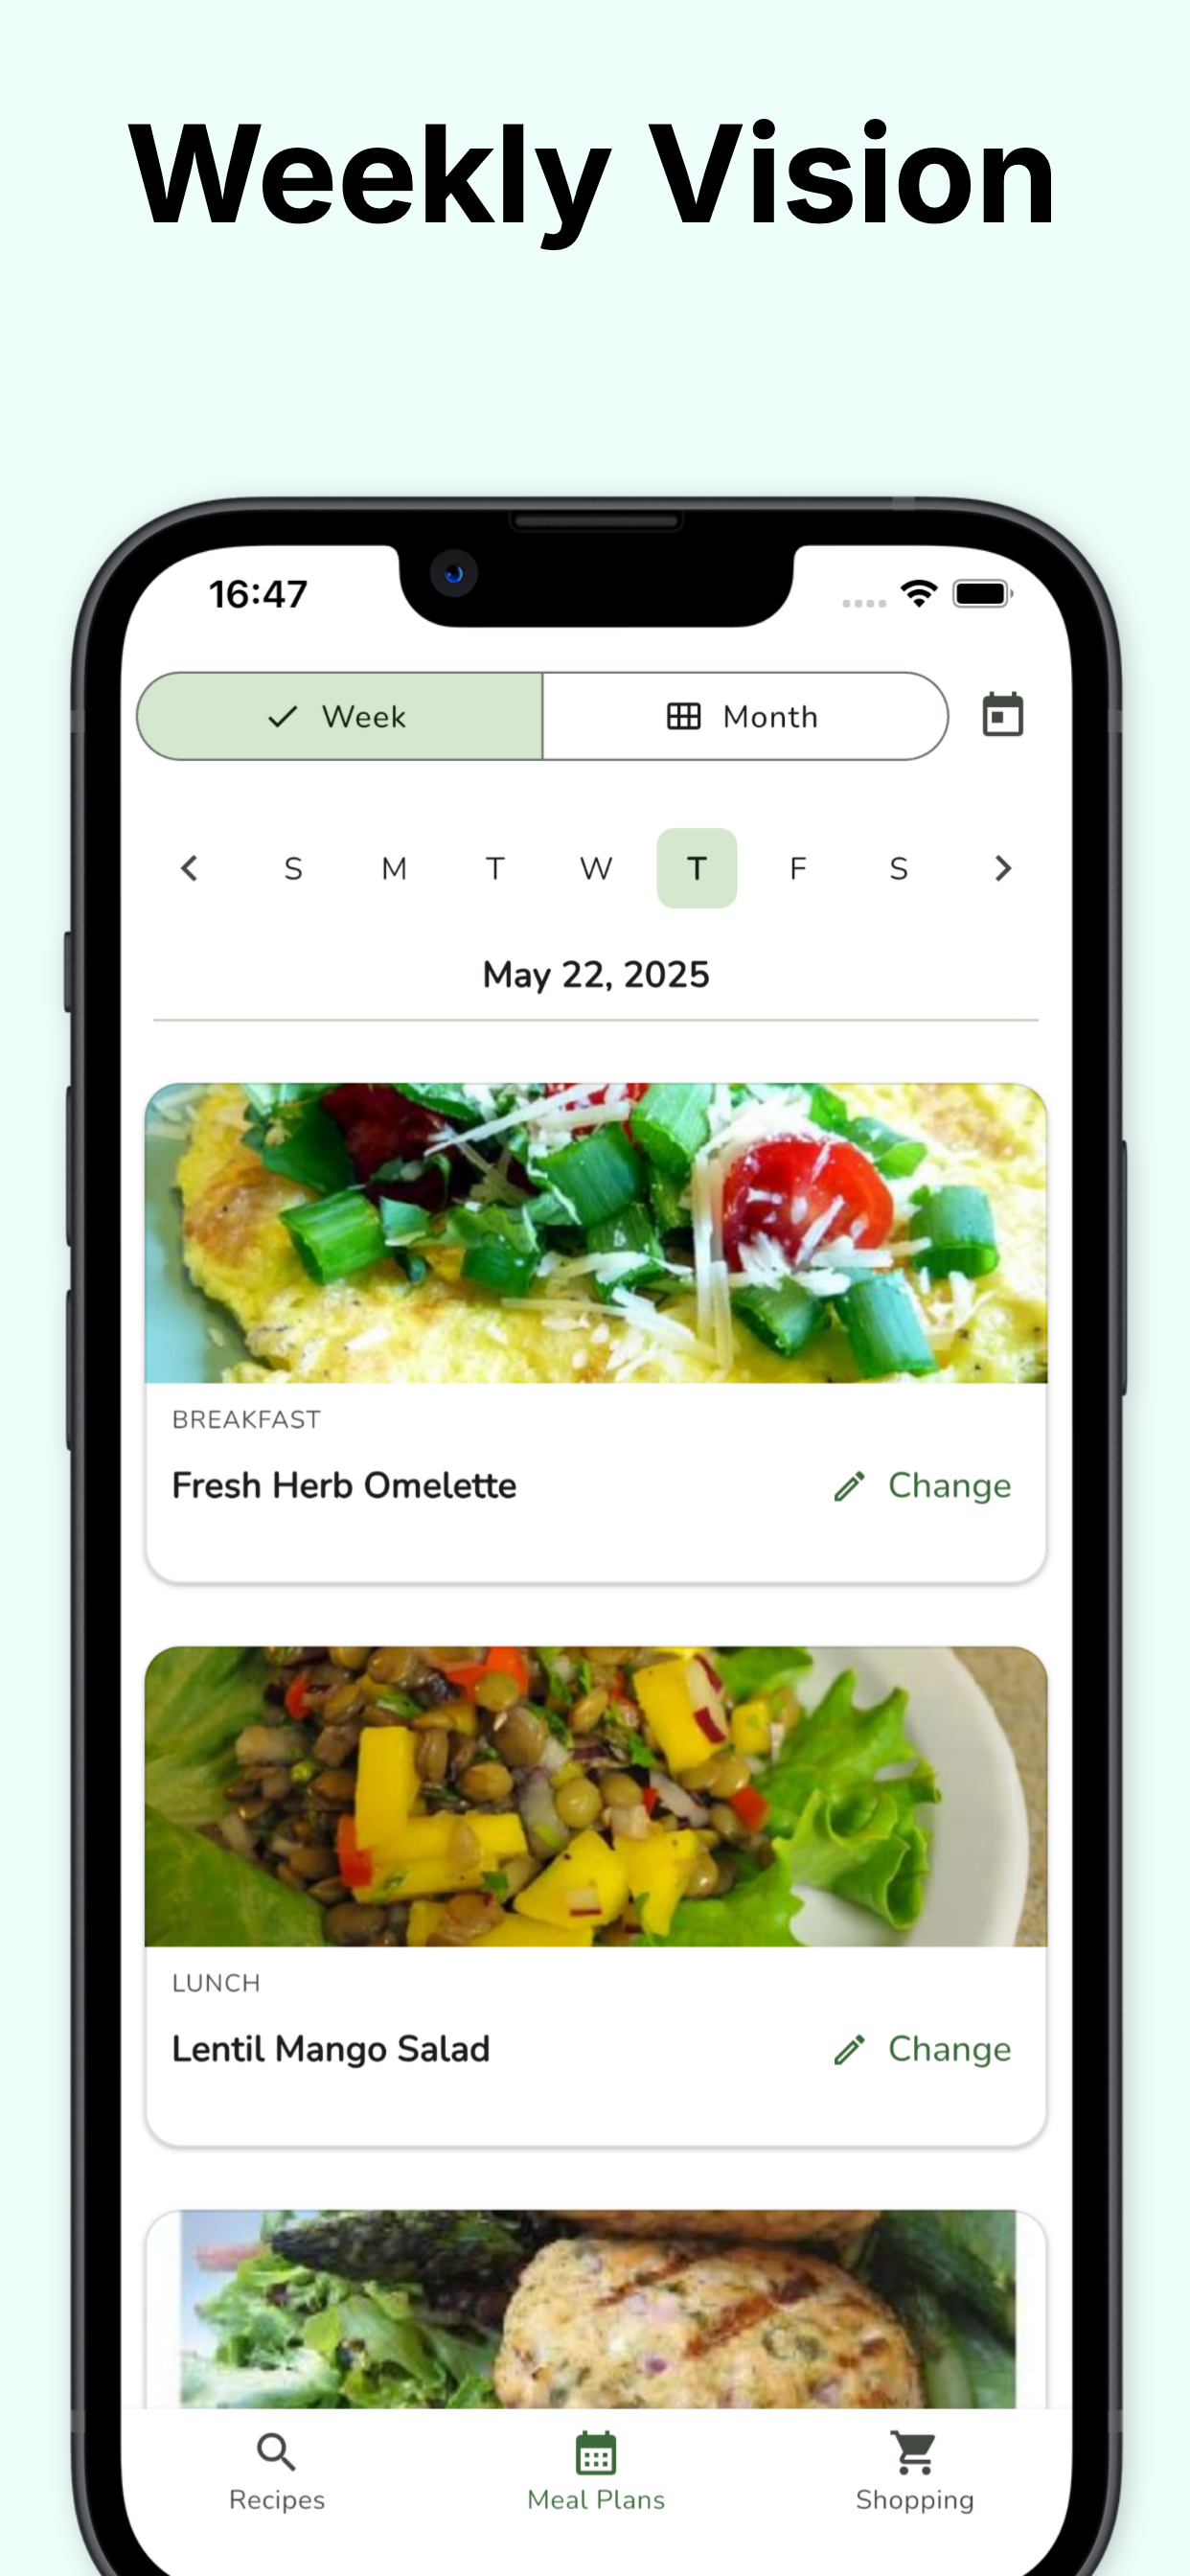 Weekly Vision
16:47
Week Month
S M T W T F S
May 22, 2025
BREAKFAST
Fresh Herb Omelette Change
LUNCH
Lentil Mango Salad Change
Recipes Meal Plans Shopping